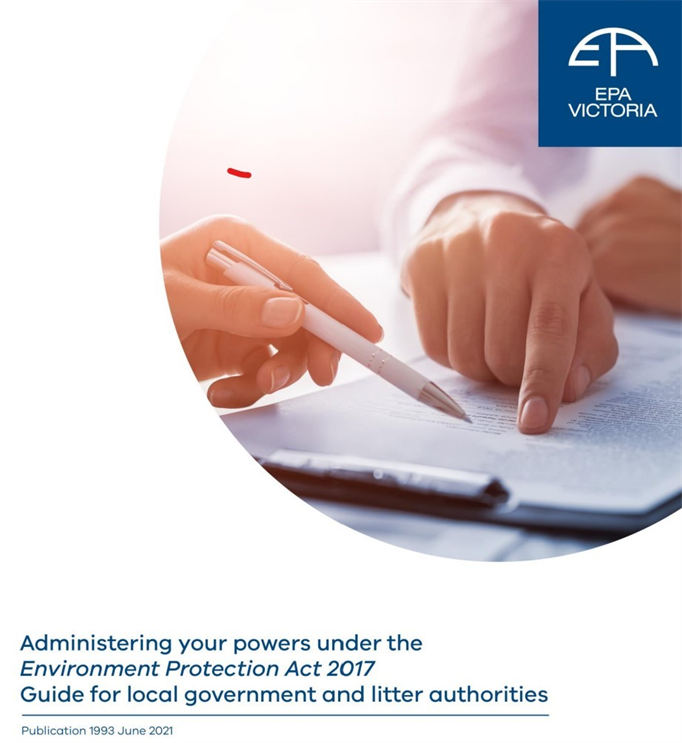 EPA
VICTORIA
Administering your powers under the
Environment Protection Act 2017
Guide for local government and litter authorities
Publication 1993 June 2021